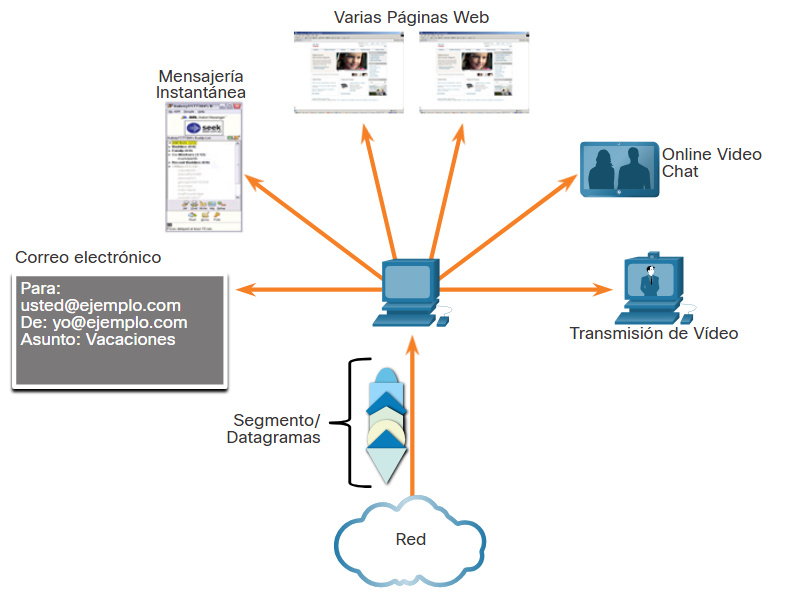 Varias Páginas Web
Mensajería
Instantánea
seek
Online Video
Chat
Correo electrónico
Para:
usted@ejemplo.com
De: yo@ejemplo.com
Asunto: Vacaciones
Transmisión de Vídeo
Segmento/
Datagramas
Red